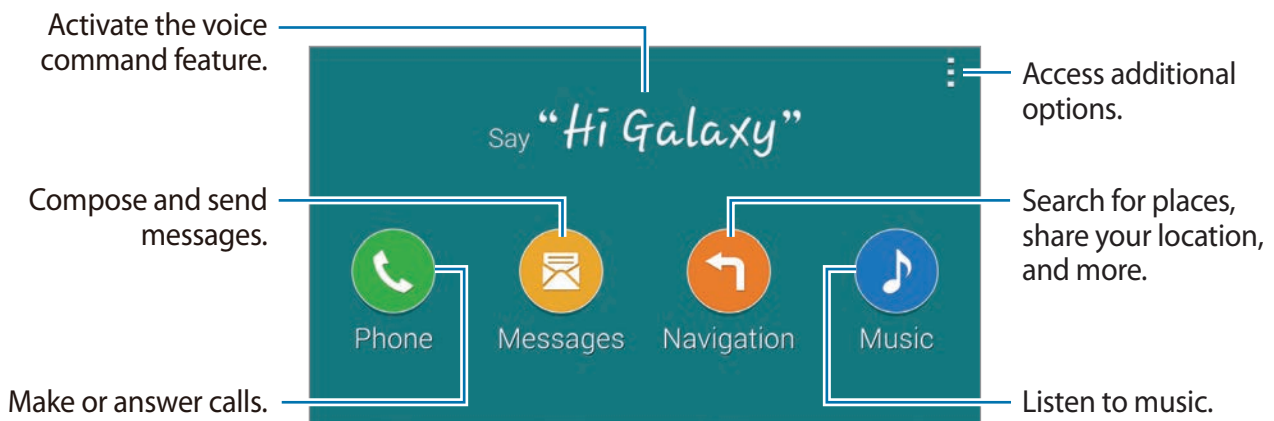 Activate the voice
command feature.
Access additional
options.
Say “Hi Galaxy”
Compose and send
messages.
Search for places,
share your location,
and more.
Phone
Messages
Navigation
Music
Make or answer calls.
Listen to music.